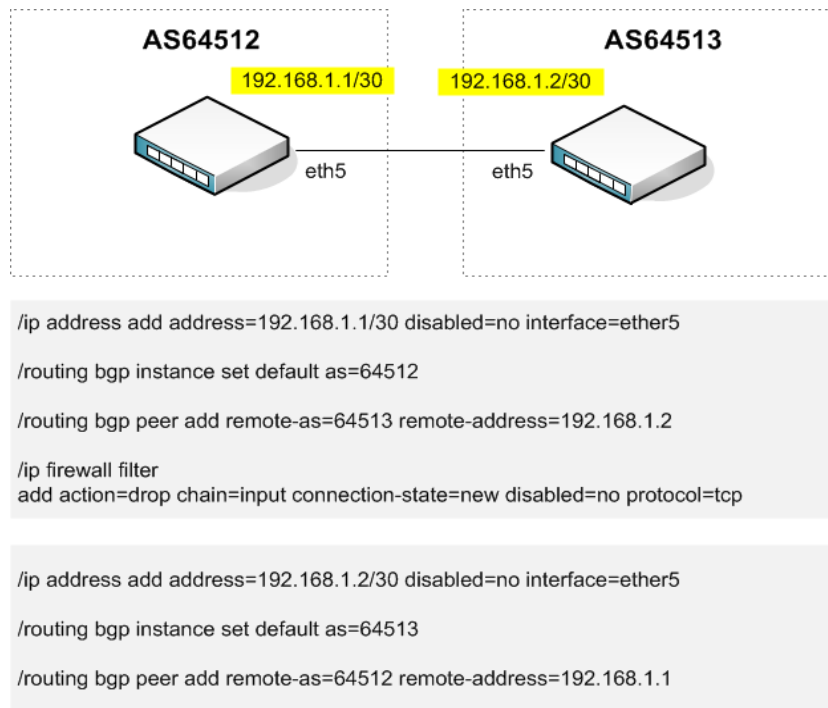 AS64512
AS64513
192.168.1.1/30
192.168.1.2/30
eth5
eth5
/ip address add address=192.168.1.1/30 disabled=no interface=ether5
/routing bgp instance set default as=64512
/routing bgp peer add remote-as=64513 remote-address=192.168.1.2
/ip firewall filter
add action=drop chain=input connection-state=new disabled=no protocol=tcp
/ip address add address=192.168.1.2/30 disabled=no interface=ether5
/routing bgp instance set default as=64513
/routing bgp peer add remote-as=64512 remote-address=192.168.1.1